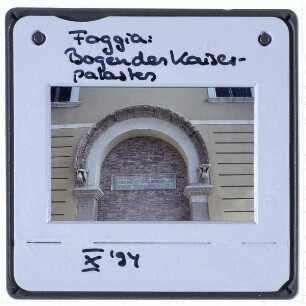 Foggia:
Bogen des Kaiser-
palastes
X '94